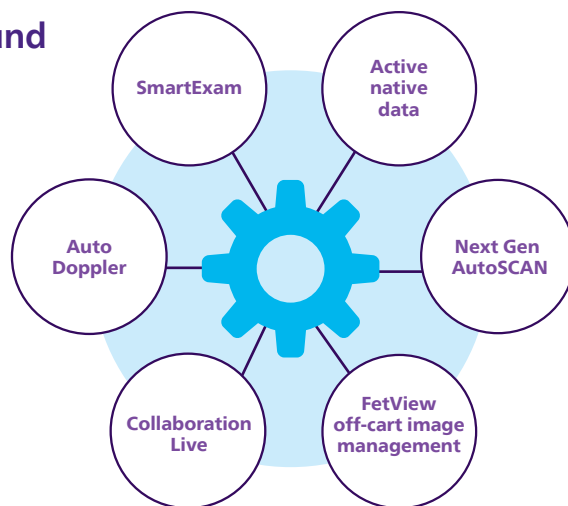 und
SmartExam
Active
native
data
Auto
Doppler
Next Gen
AutoSCAN
Collaboration
Live
FetView
off-cart image
management